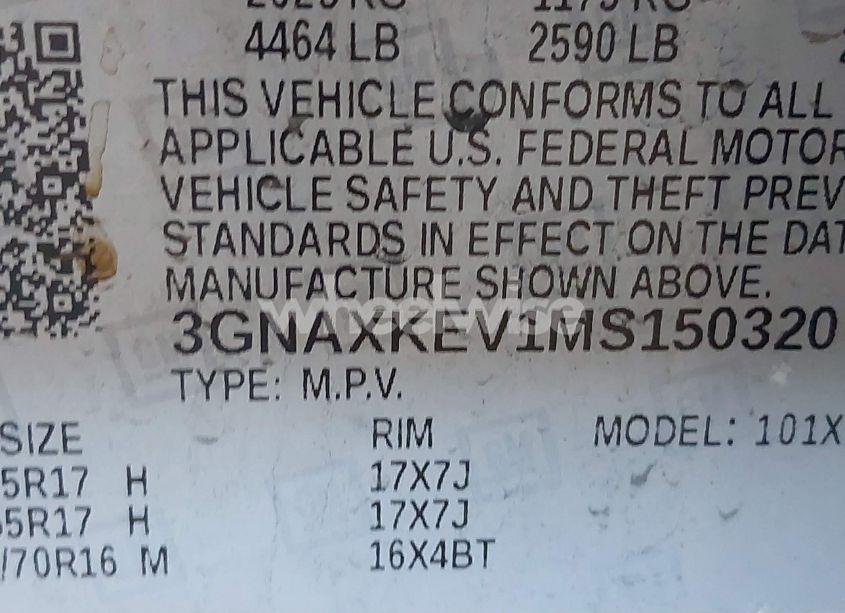 4464 LB 2590 LB
THIS VEHICLE CONFORMS TO ALL
APPLICABLE U.S. FEDERAL MOTOR
VEHICLE SAFETY AND THEFT PREV
STANDARDS IN EFFECT ON THE DAT
MANUFACTURE SHOWN ABOVE.
wheelwise
3GNAXKEV1MS150320
TYPE: M.P.V.
SIZE RIM MODEL: 101X
5R17 H 17X7J
5R17 H 17X7J
/70R16 M 16X4BT